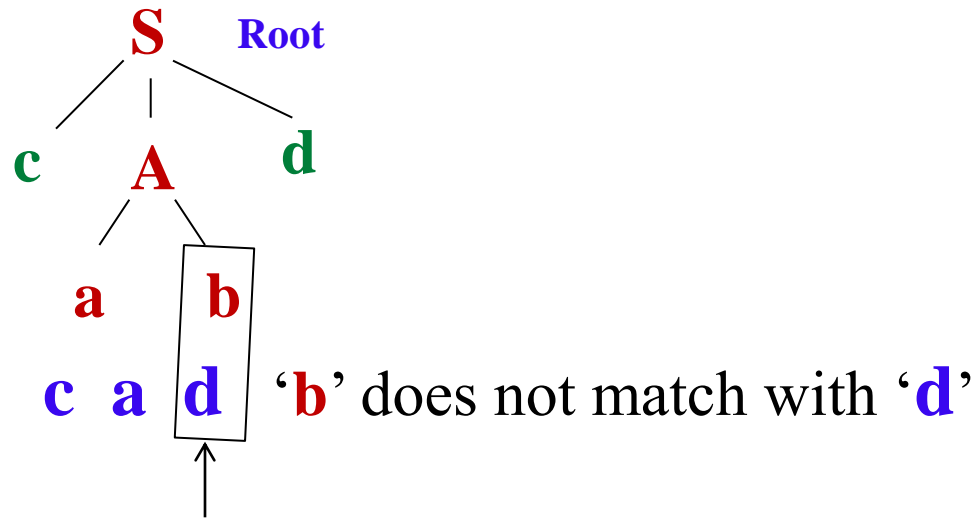 S Root
c A d
a b
c a d ‘b’ does not match with ‘d’